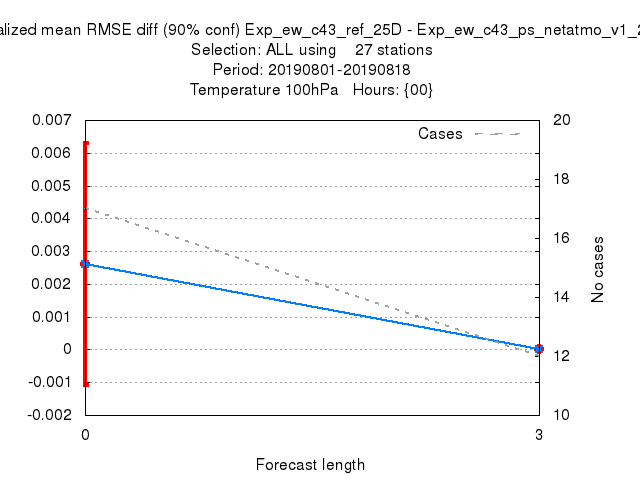 alized mean RMSE diff (90% conf) Exp_ew_c43_ref_25D - Exp_ew_c43_ps_netatmo_v1_2
Selection: ALL using 27 stations
Period: 20190801-20190818
Temperature 100hPa Hours: {00}
Cases
0.007
0.006
0.005
0.004
0.003
0.002
0.001
0
-0.001
-0.002
20
18
16
14
12
10
No cases
0 3
Forecast length